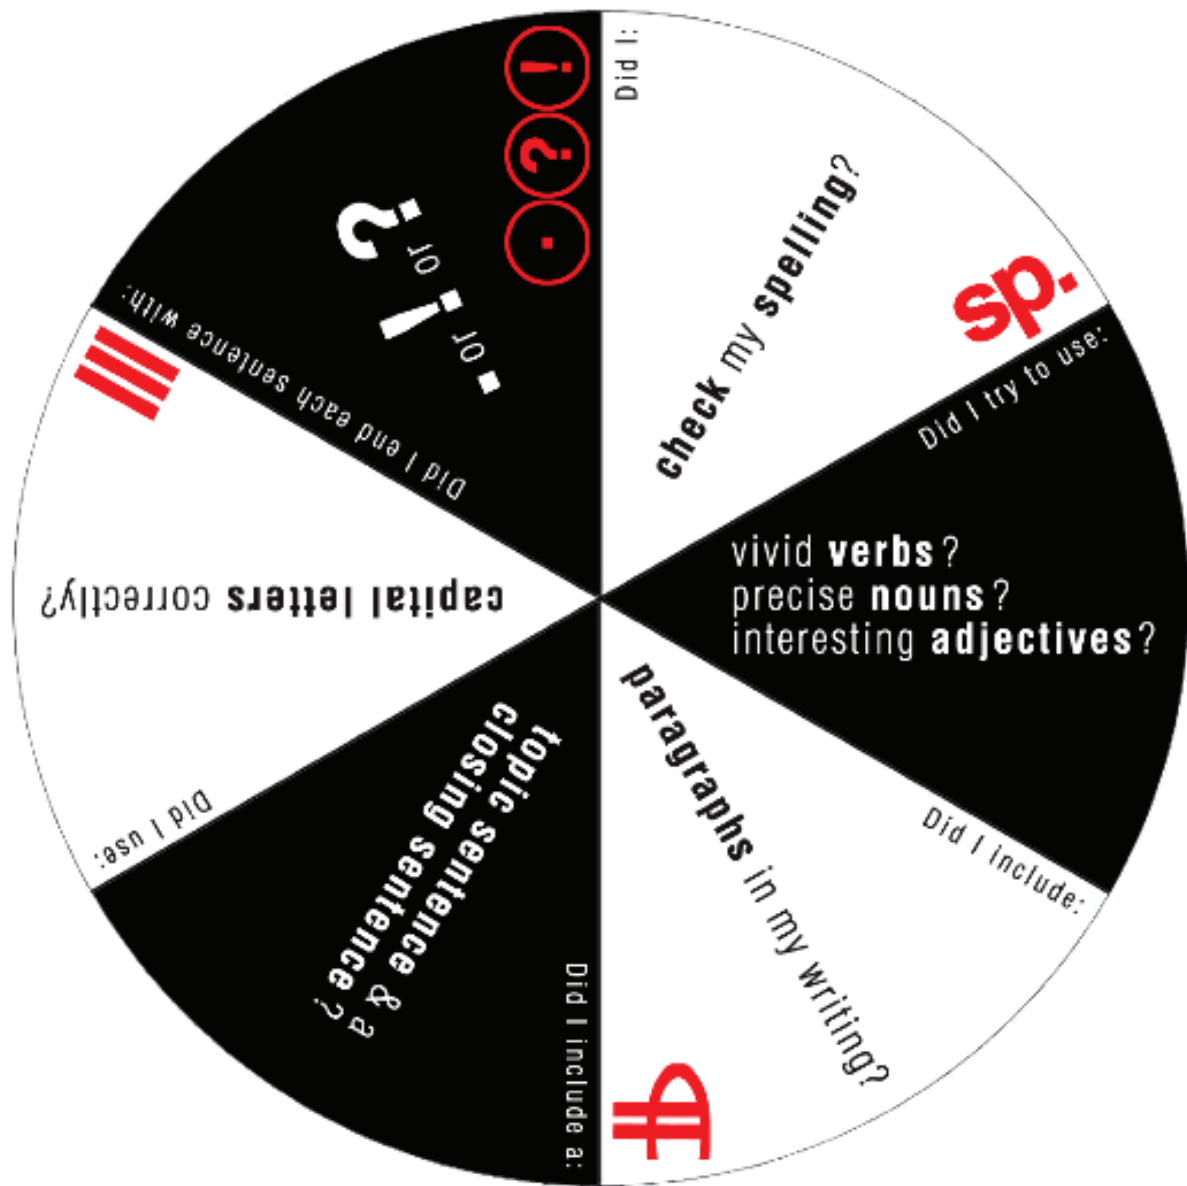 Did I:
check my spelling?
sp.
Did I try to use:
vivid verbs?
precise nouns?
interesting adjectives?
Did I include:
paragraphs in my writing?
¶
Did I include a:
topic sentence & a
closing sentence?
Did I use:
capital letters correctly?
Did I end each sentence with:
. or ! or ?
. ? !